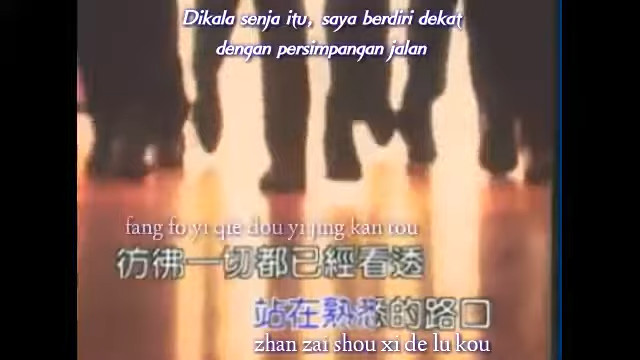 Dikala senja itu, saya berdiri dekat
dengan persimpangan jalan
fang fo yi qie dou yi jing kan tou
彷彿一切都已經看透
站在熟悉的路口
zhan zai shou xi de lu kou